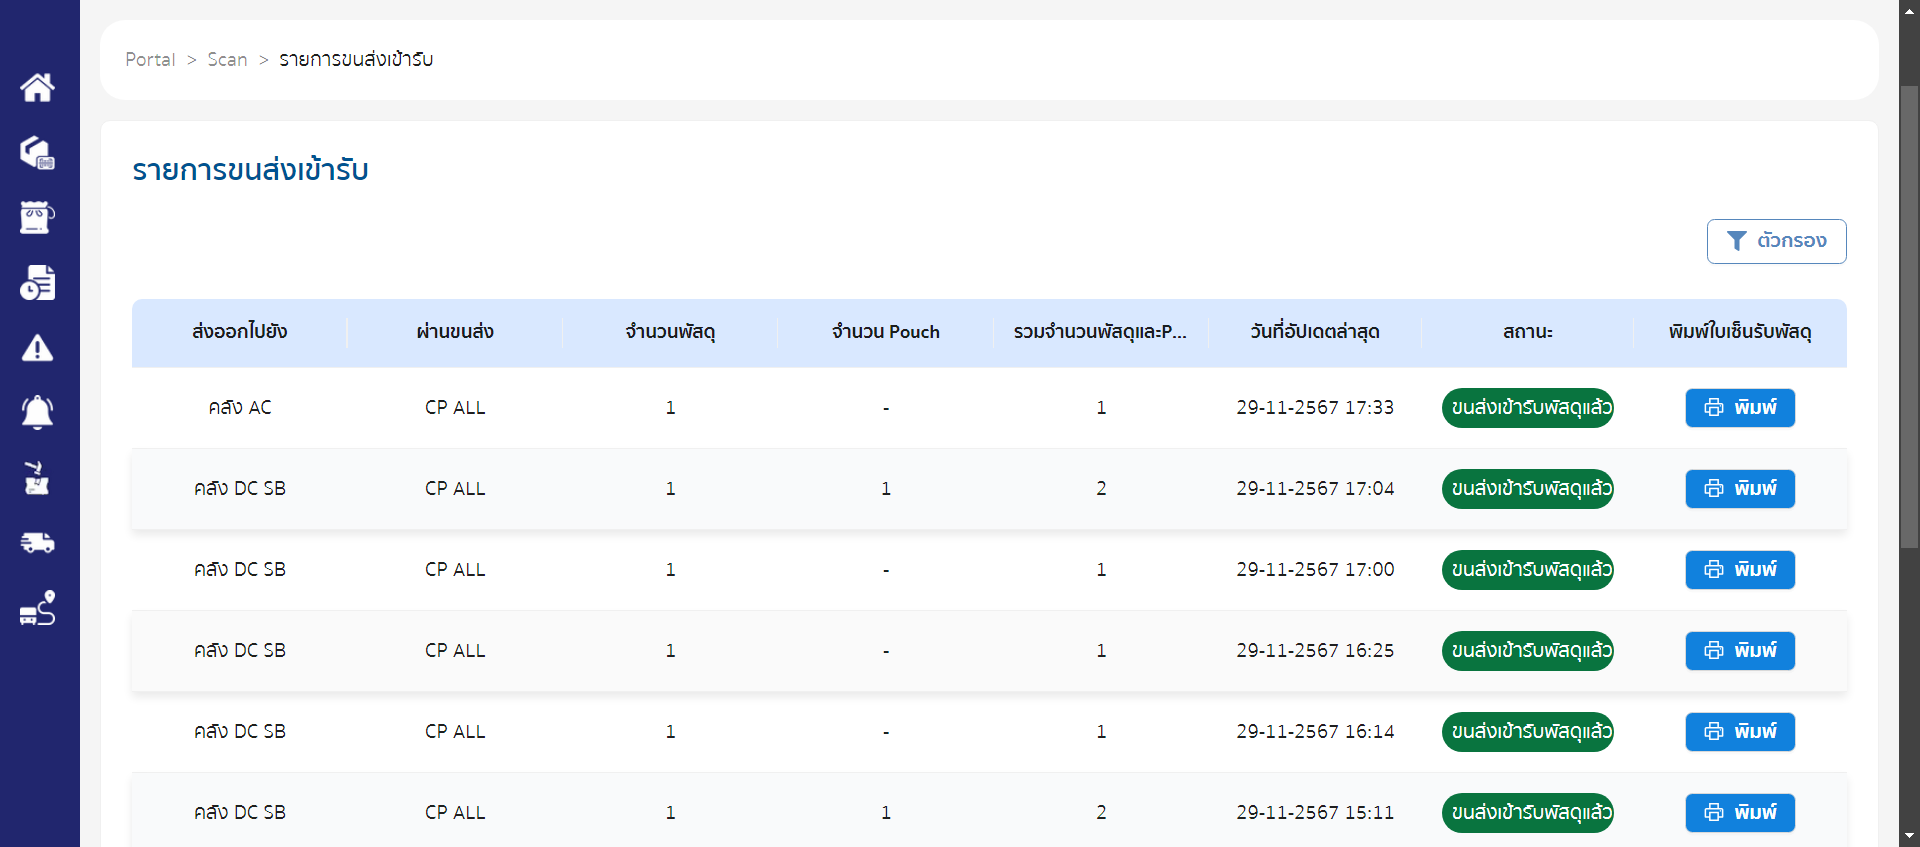 Portal > Scan > รายการขนส่งเข้ารับ
รายการขนส่งเข้ารับ
ตัวกรอง
ส่งออกไปยัง ผ่านขนส่ง จำนวนพัสดุ จำนวน Pouch รวมจำนวนพัสดุและP... วันที่อัปเดตล่าสุด สถานะ พิมพ์ใบเซ็นรับพัสดุ
คลัง AC CP ALL 1 - 1 29-11-2567 17:33 ขนส่งเข้ารับพัสดุแล้ว พิมพ์
คลัง DC SB CP ALL 1 1 2 29-11-2567 17:04 ขนส่งเข้ารับพัสดุแล้ว พิมพ์
คลัง DC SB CP ALL 1 - 1 29-11-2567 17:00 ขนส่งเข้ารับพัสดุแล้ว พิมพ์
คลัง DC SB CP ALL 1 - 1 29-11-2567 16:25 ขนส่งเข้ารับพัสดุแล้ว พิมพ์
คลัง DC SB CP ALL 1 - 1 29-11-2567 16:14 ขนส่งเข้ารับพัสดุแล้ว พิมพ์
คลัง DC SB CP ALL 1 1 2 29-11-2567 15:11 ขนส่งเข้ารับพัสดุแล้ว พิมพ์